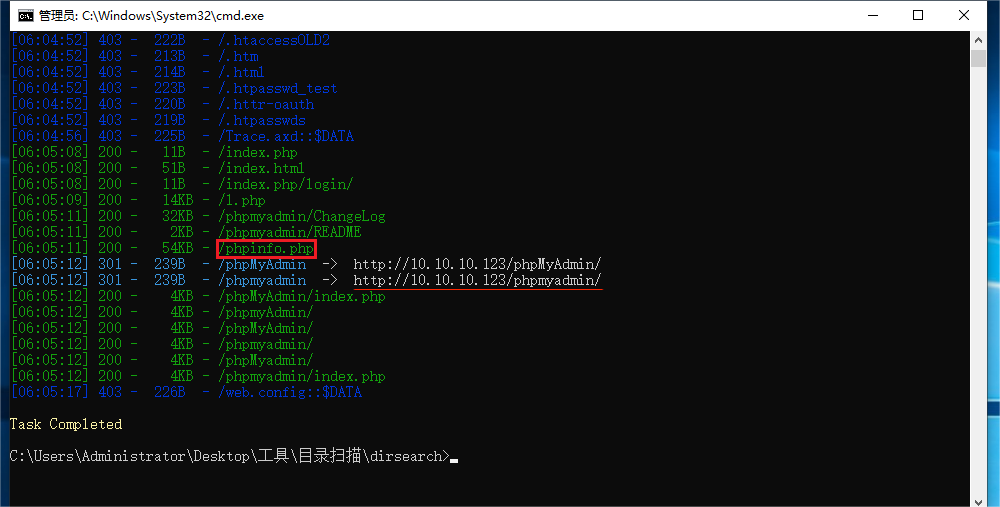 管理员: C:\Windows\System32\cmd.exe
[06:04:52] 403 - 222B - /.htaccessOLD2
[06:04:52] 403 - 213B - /.htm
[06:04:52] 403 - 214B - /.html
[06:04:52] 403 - 223B - /.htpasswd_test
[06:04:52] 403 - 220B - /.httr-oauth
[06:04:52] 403 - 219B - /.htpasswds
[06:04:56] 403 - 225B - /Trace.axd::$DATA
[06:05:08] 200 - 11B - /index.php
[06:05:08] 200 - 51B - /index.html
[06:05:08] 200 - 11B - /index.php/login/
[06:05:09] 200 - 14KB - /l.php
[06:05:11] 200 - 32KB - /phpmyadmin/ChangeLog
[06:05:11] 200 - 2KB - /phpmyadmin/README
[06:05:11] 200 - 54KB - /phpinfo.php
[06:05:12] 301 - 239B - /phpMyAdmin -> http://10.10.10.123/phpMyAdmin/
[06:05:12] 301 - 239B - /phpmyadmin -> http://10.10.10.123/phpmyadmin/
[06:05:12] 200 - 4KB - /phpMyAdmin/index.php
[06:05:12] 200 - 4KB - /phpmyAdmin/
[06:05:12] 200 - 4KB - /phpMyadmin/
[06:05:12] 200 - 4KB - /phpmyadmin/
[06:05:12] 200 - 4KB - /phpMyAdmin/
[06:05:12] 200 - 4KB - /phpmyadmin/index.php
[06:05:17] 403 - 226B - /web.config::$DATA
Task Completed
C:\Users\Administrator\Desktop\工具\目录扫描\dirsearch>